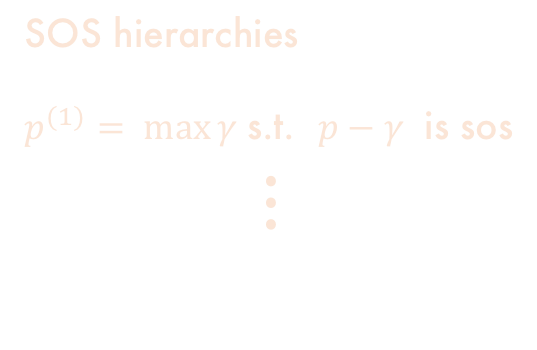 SOS hierarchies
p⁽¹⁾ = max γ s.t. p − γ is sos
⋮